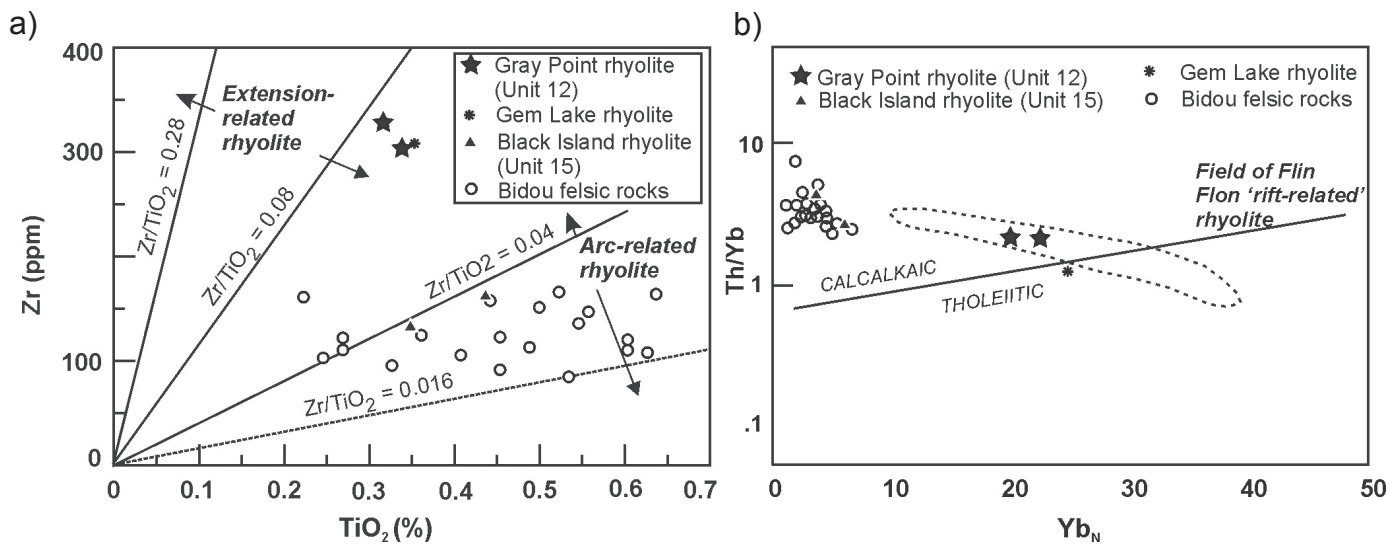 a)
400
300
100
0
Zr (ppm)
0
0.1
0.2
0.3
0.4
0.5
0.6
0.7
TiO2 (%)
Extension-
related
rhyolite
Zr/TiO2 = 0.28
Zr/TiO2 = 0.08
Zr/TiO2 = 0.04
Zr/TiO2 = 0.016
Arc-related
rhyolite
Gray Point rhyolite
(Unit 12)
Gem Lake rhyolite
Black Island rhyolite
(Unit 15)
Bidou felsic rocks
b)
Gray Point rhyolite (Unit 12)
Black Island rhyolite (Unit 15)
Gem Lake rhyolite
Bidou felsic rocks
10
1
.1
Th/Yb
Field of Flin
Flon ‘rift-related’
rhyolite
CALCALKAIC
THOLEIITIC
0
10
20
30
40
50
YbN